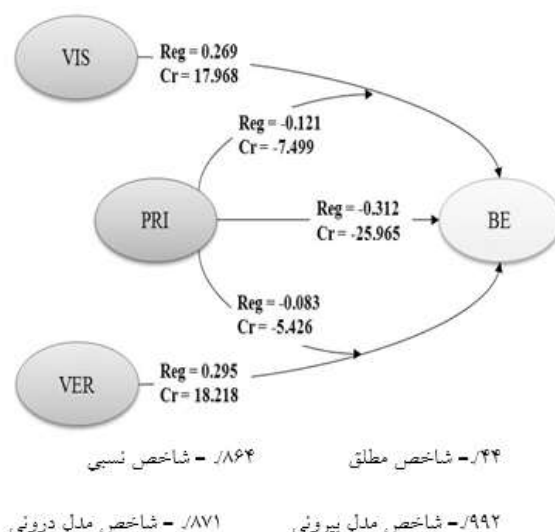 VIS
Reg = 0.269
Cr = 17.968
Reg = -0.121
Cr = -7.499
PRI
Reg = -0.312
Cr = -25.965
BE
Reg = -0.083
Cr = -5.426
VER
Reg = 0.295
Cr = 18.218
۰/۴۴- شاخص مطلق
۰/۸۶۴ - شاخص نسبی
۰/۹۹۲- شاخص مدل بیرونی
۰/۸۷۱ - شاخص مدل درونی